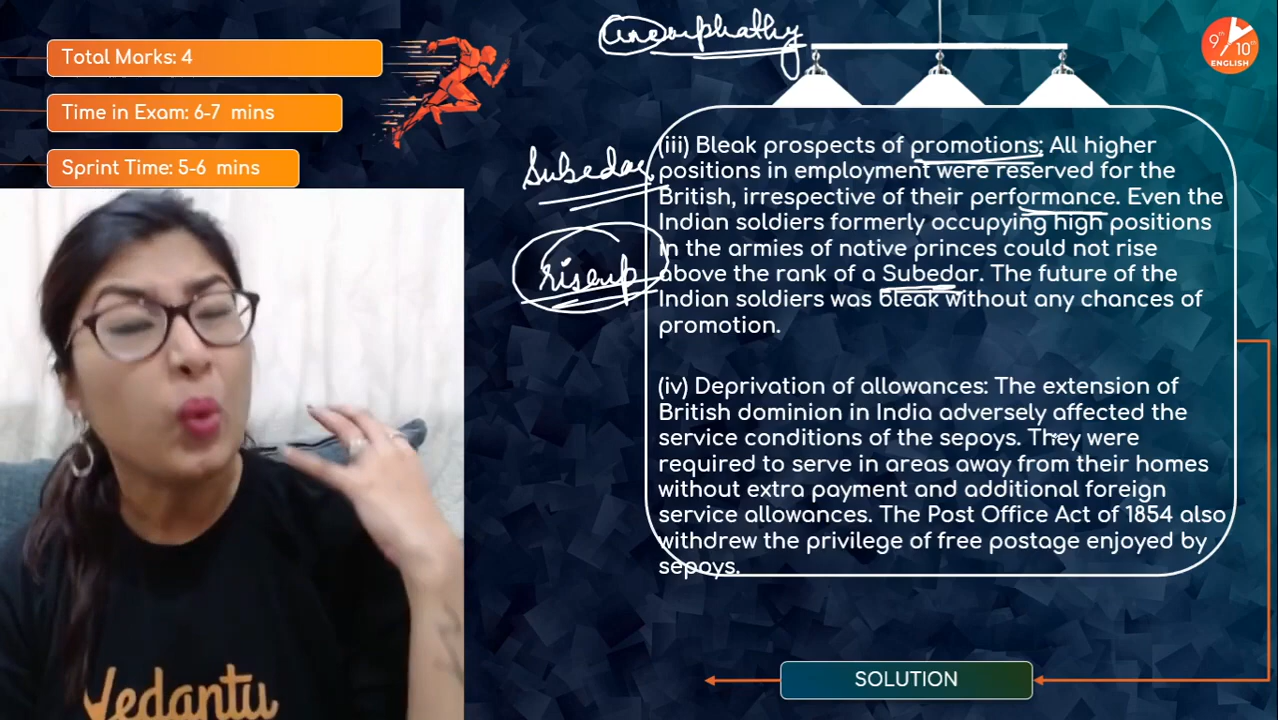 Total Marks: 4
Time in Exam: 6-7 mins
Sprint Time: 5-6 mins
9th 10th
ENGLISH
Subedar
riseup
(iii) Bleak prospects of promotions: All higher
positions in employment were reserved for the
British, irrespective of their performance. Even the
Indian soldiers formerly occupying high positions
in the armies of native princes could not rise
above the rank of a Subedar. The future of the
Indian soldiers was bleak without any chances of
promotion.
(iv) Deprivation of allowances: The extension of
British dominion in India adversely affected the
service conditions of the sepoys. They were
required to serve in areas away from their homes
without extra payment and additional foreign
service allowances. The Post Office Act of 1854 also
withdrew the privilege of free postage enjoyed by
sepoys.
Vedantu
SOLUTION